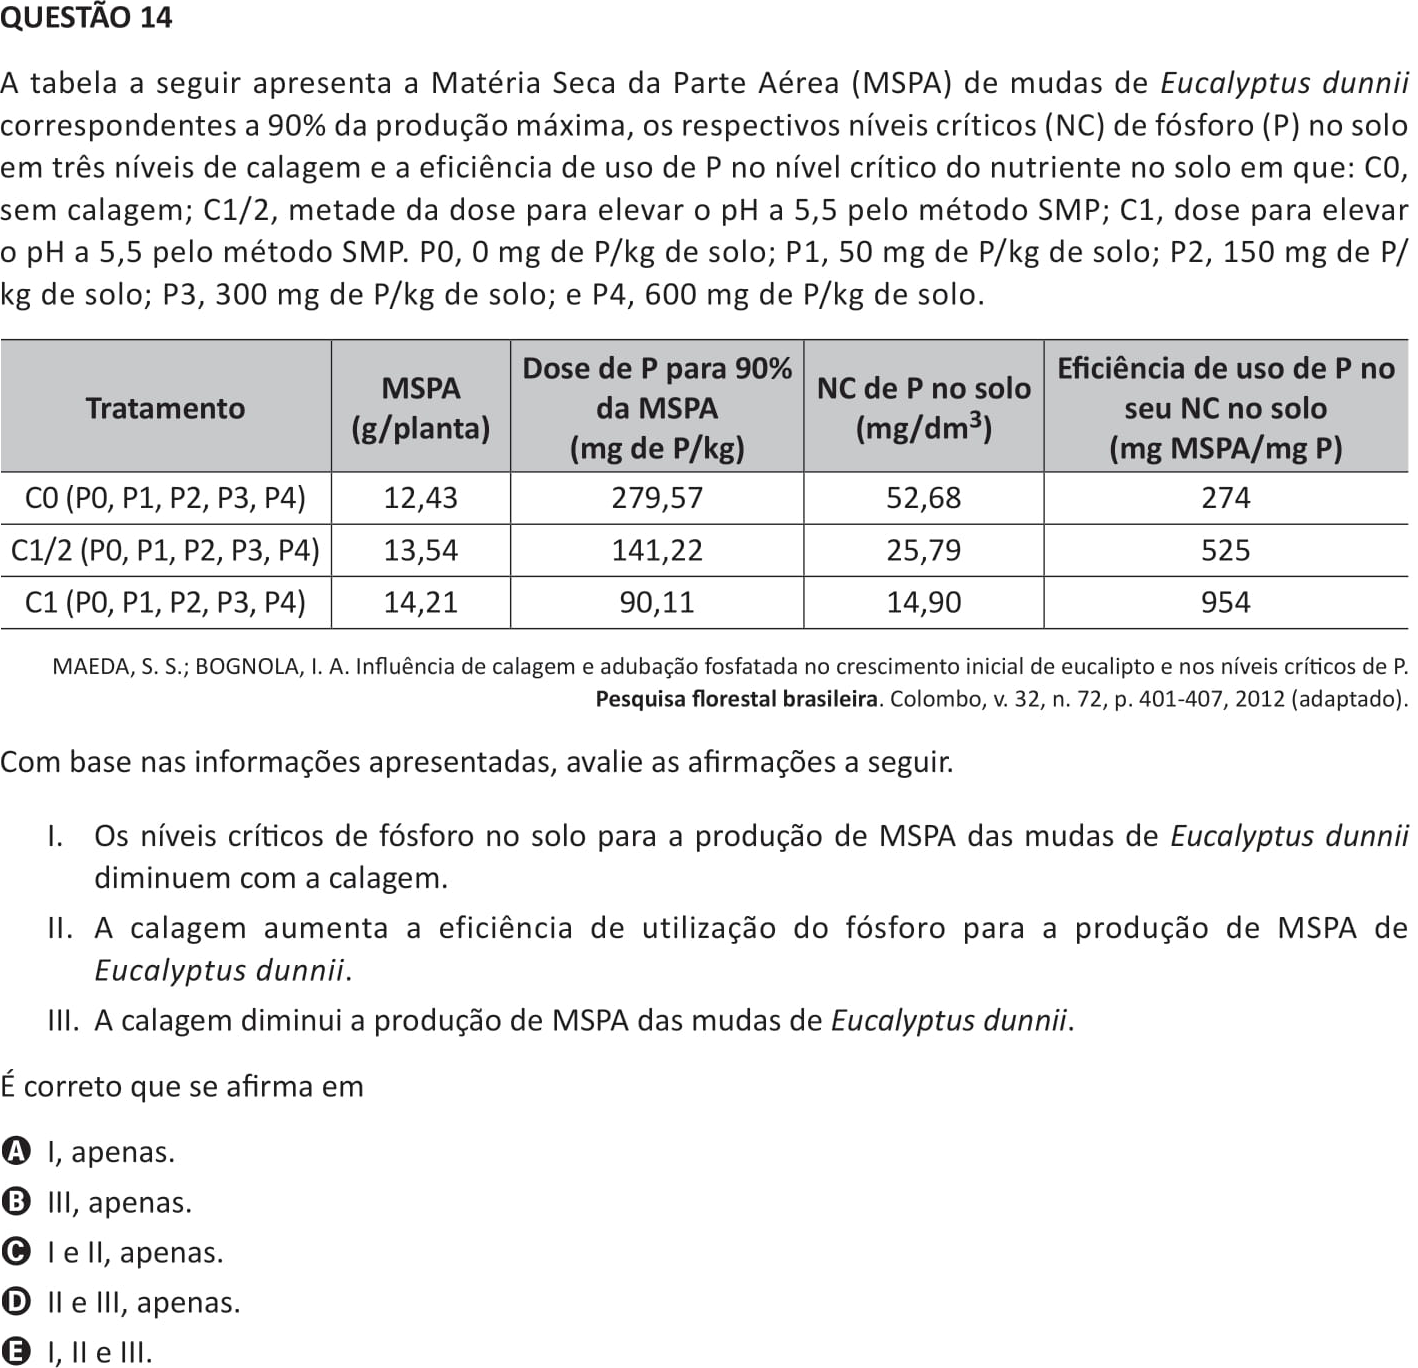 QUESTÃO 14
A tabela a seguir apresenta a Matéria Seca da Parte Aérea (MSPA) de mudas de Eucalyptus dunnii
correspondentes a 90% da produção máxima, os respectivos níveis críticos (NC) de fósforo (P) no solo
em três níveis de calagem e a eficiência de uso de P no nível crítico do nutriente no solo em que: C0,
sem calagem; C1/2, metade da dose para elevar o pH a 5,5 pelo método SMP; C1, dose para elevar
o pH a 5,5 pelo método SMP. P0, 0 mg de P/kg de solo; P1, 50 mg de P/kg de solo; P2, 150 mg de P/
kg de solo; P3, 300 mg de P/kg de solo; e P4, 600 mg de P/kg de solo.
Tratamento
MSPA
(g/planta)
Dose de P para 90%
da MSPA
(mg de P/kg)
NC de P no solo
(mg/dm³)
Eficiência de uso de P no
seu NC no solo
(mg MSPA/mg P)
C0 (P0, P1, P2, P3, P4) 12,43 279,57 52,68 274
C1/2 (P0, P1, P2, P3, P4) 13,54 141,22 25,79 525
C1 (P0, P1, P2, P3, P4) 14,21 90,11 14,90 954
MAEDA, S. S.; BOGNOLA, I. A. Influência de calagem e adubação fosfatada no crescimento inicial de eucalipto e nos níveis críticos de P.
Pesquisa florestal brasileira. Colombo, v. 32, n. 72, p. 401-407, 2012 (adaptado).
Com base nas informações apresentadas, avalie as afirmações a seguir.
I. Os níveis críticos de fósforo no solo para a produção de MSPA das mudas de Eucalyptus dunnii
diminuem com a calagem.
II. A calagem aumenta a eficiência de utilização do fósforo para a produção de MSPA de
Eucalyptus dunnii.
III. A calagem diminui a produção de MSPA das mudas de Eucalyptus dunnii.
É correto que se afirma em
A I, apenas.
B III, apenas.
C I e II, apenas.
D II e III, apenas.
E I, II e III.